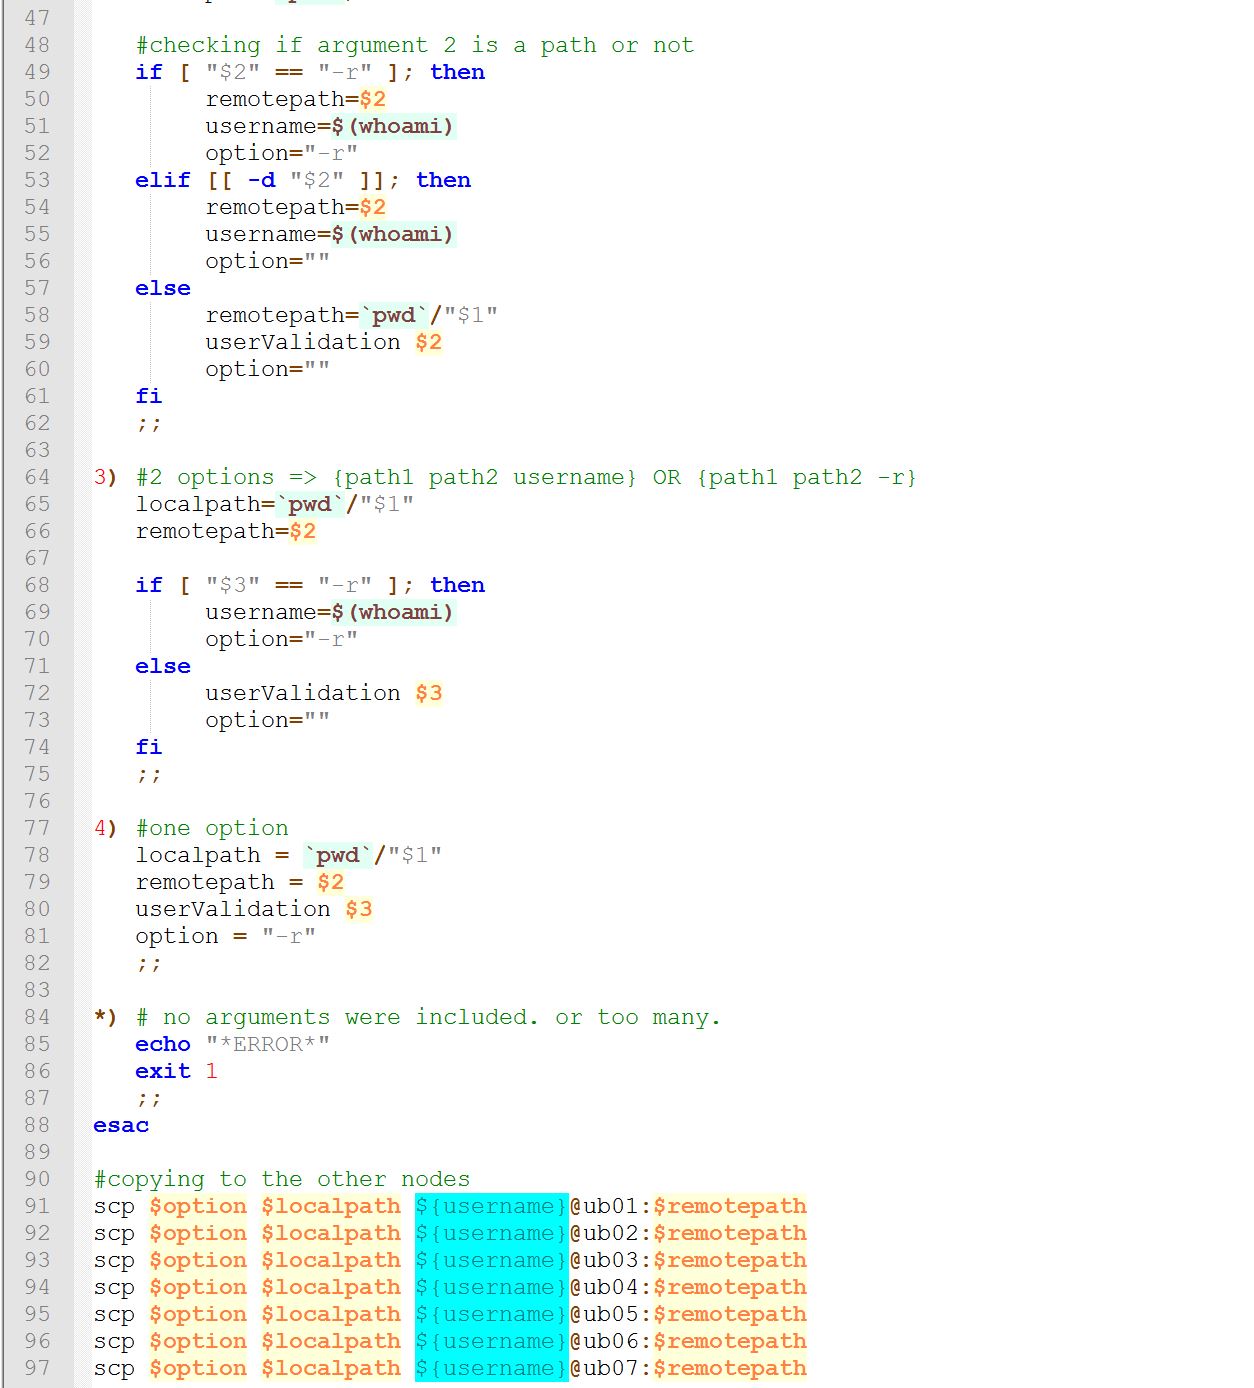 47
48 #checking if argument 2 is a path or not
49 if [ "$2" == "-r" ]; then
50 remotepath=$2
51 username=$(whoami)
52 option="-r"
53 elif [[ -d "$2" ]]; then
54 remotepath=$2
55 username=$(whoami)
56 option=""
57 else
58 remotepath=`pwd`/"$1"
59 userValidation $2
60 option=""
61 fi
62 ;;
63
64 3) #2 options => {path1 path2 username} OR {path1 path2 -r}
65 localpath=`pwd`/"$1"
66 remotepath=$2
67
68 if [ "$3" == "-r" ]; then
69 username=$(whoami)
70 option="-r"
71 else
72 userValidation $3
73 option=""
74 fi
75 ;;
76
77 4) #one option
78 localpath = `pwd`/"$1"
79 remotepath = $2
80 userValidation $3
81 option = "-r"
82 ;;
83
84 *) # no arguments were included. or too many.
85 echo "*ERROR*"
86 exit 1
87 ;;
88 esac
89
90 #copying to the other nodes
91 scp $option $localpath ${username}@ub01:$remotepath
92 scp $option $localpath ${username}@ub02:$remotepath
93 scp $option $localpath ${username}@ub03:$remotepath
94 scp $option $localpath ${username}@ub04:$remotepath
95 scp $option $localpath ${username}@ub05:$remotepath
96 scp $option $localpath ${username}@ub06:$remotepath
97 scp $option $localpath ${username}@ub07:$remotepath